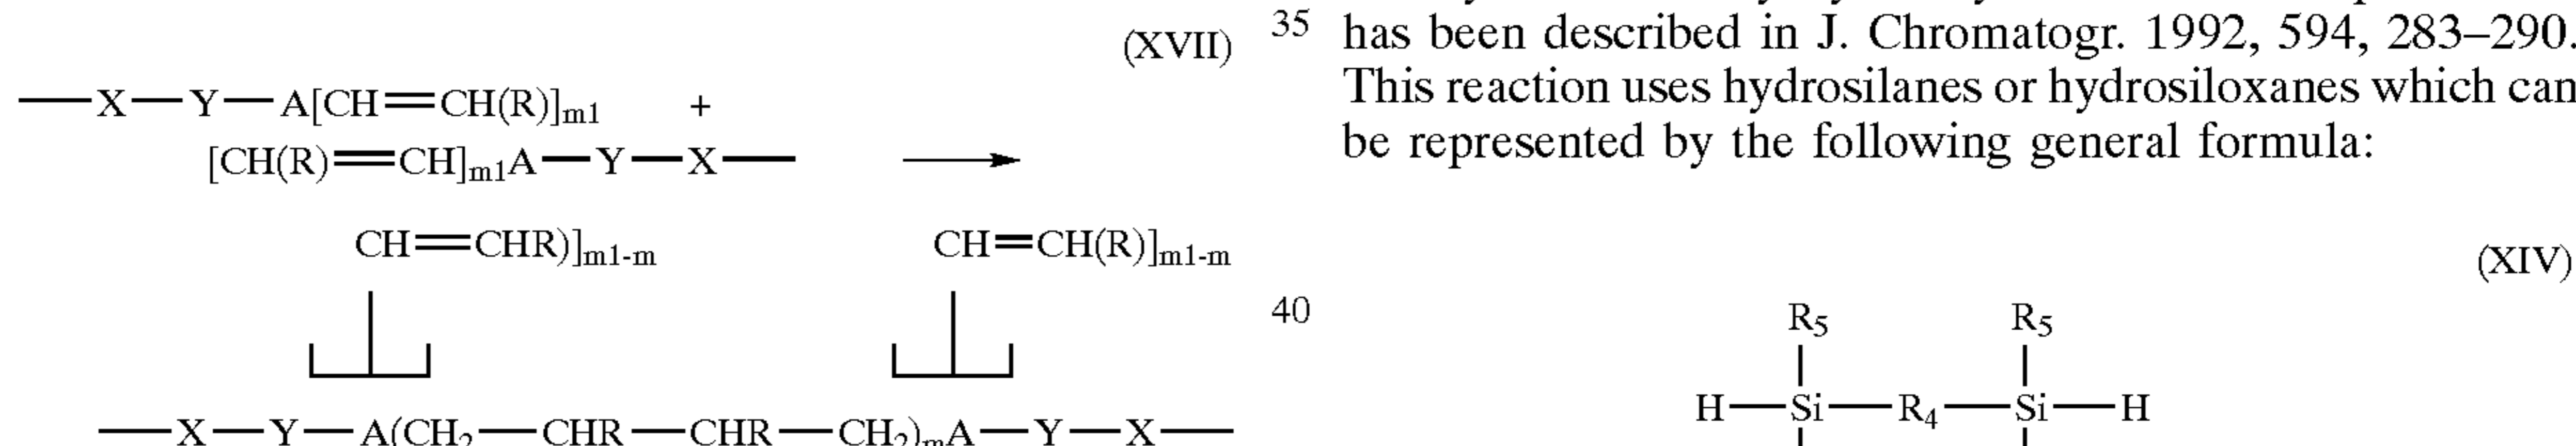 (XVII)
—X—Y—A[CH=CH(R)]m1 +
[CH(R)=CH]m1A—Y—X— →
CH=CHR)]m1-m CH=CH(R)]m1-m
—X—Y—A(CH2—CHR—CHR—CH2)mA—Y—X—
35 has been described in J. Chromatogr. 1992, 594, 283–290.
This reaction uses hydrosilanes or hydrosiloxanes which can
be represented by the following general formula:
(XIV)
40
R5 R5
H—Si—R4—Si—H